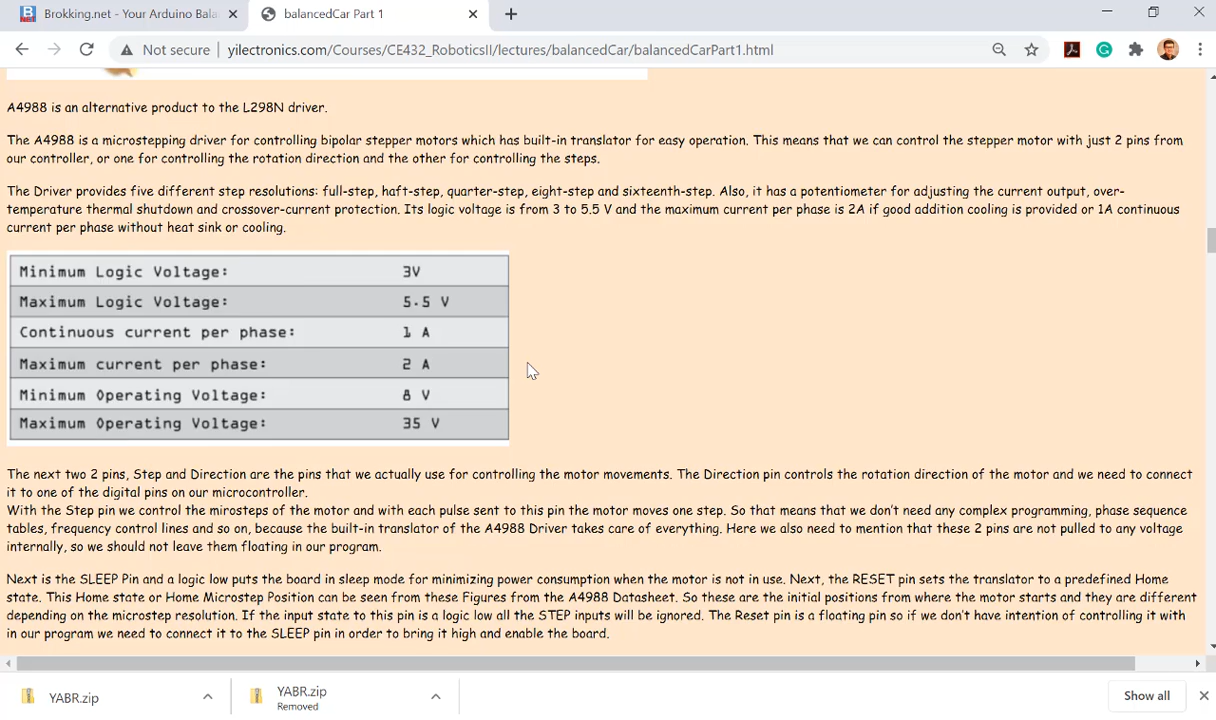 Brokking.net - Your Arduino Bala
balancedCar Part 1
Not secure
yilectronics.com/Courses/CE432_RoboticsII/lectures/balancedCar/balancedCarPart1.html
A4988 is an alternative product to the L298N driver.
The A4988 is a microstepping driver for controlling bipolar stepper motors which has built-in translator for easy operation. This means that we can control the stepper motor with just 2 pins from
our controller, or one for controlling the rotation direction and the other for controlling the steps.
The Driver provides five different step resolutions: full-step, haft-step, quarter-step, eight-step and sixteenth-step. Also, it has a potentiometer for adjusting the current output, over-
temperature thermal shutdown and crossover-current protection. Its logic voltage is from 3 to 5.5 V and the maximum current per phase is 2A if good addition cooling is provided or 1A continuous
current per phase without heat sink or cooling.
Minimum Logic Voltage: 3V
Maximum Logic Voltage: 5.5 V
Continuous current per phase: 1 A
Maximum current per phase: 2 A
Minimum Operating Voltage: 8 V
Maximum Operating Voltage: 35 V
The next two 2 pins, Step and Direction are the pins that we actually use for controlling the motor movements. The Direction pin controls the rotation direction of the motor and we need to connect
it to one of the digital pins on our microcontroller.
With the Step pin we control the mirosteps of the motor and with each pulse sent to this pin the motor moves one step. So that means that we don't need any complex programming, phase sequence
tables, frequency control lines and so on, because the built-in translator of the A4988 Driver takes care of everything. Here we also need to mention that these 2 pins are not pulled to any voltage
internally, so we should not leave them floating in our program.
Next is the SLEEP Pin and a logic low puts the board in sleep mode for minimizing power consumption when the motor is not in use. Next, the RESET pin sets the translator to a predefined Home
state. This Home state or Home Microstep Position can be seen from these Figures from the A4988 Datasheet. So these are the initial positions from where the motor starts and they are different
depending on the microstep resolution. If the input state to this pin is a logic low all the STEP inputs will be ignored. The Reset pin is a floating pin so if we don't have intention of controlling it with
in our program we need to connect it to the SLEEP pin in order to bring it high and enable the board.
YABR.zip
YABR.zip
Removed
Show all